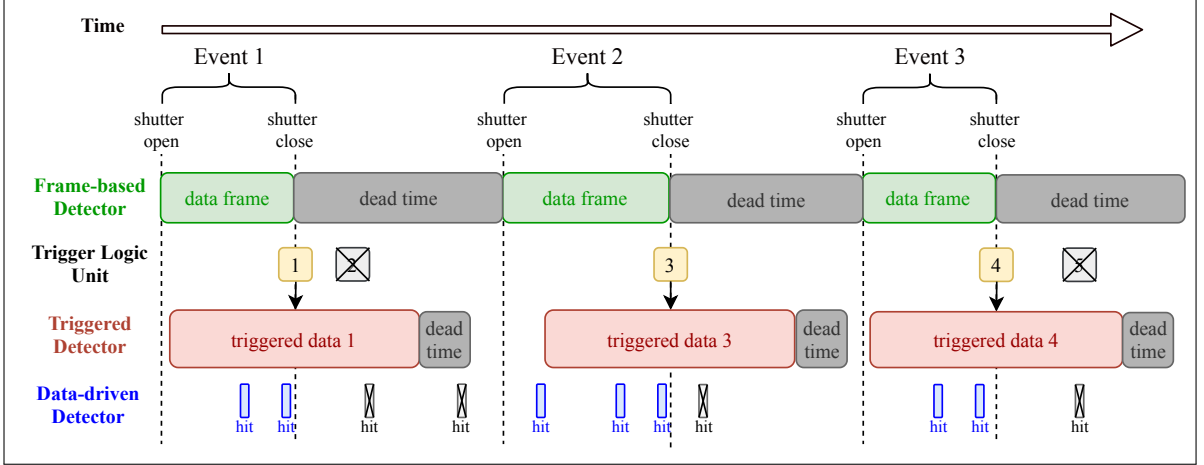 Time
Event 1
Event 2
Event 3
shutter
open
shutter
close
shutter
open
shutter
close
shutter
open
shutter
close
Frame-based
Detector
data frame
dead time
data frame
dead time
data frame
dead time
Trigger Logic
Unit
1
2
3
4
5
Triggered
Detector
triggered data 1
dead
time
triggered data 3
dead
time
triggered data 4
dead
time
Data-driven
Detector
hit
hit
hit
hit
hit
hit
hit
hit
hit
hit
hit